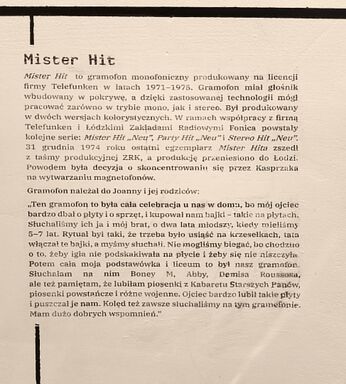 Mister Hit
Mister Hit to gramofon monofoniczny produkowany na licencji
firmy Telefunken w latach 1971–1975. Gramofon miał głośnik
wbudowany w pokrywę, a dzięki zastosowanej technologii mógł
pracować zarówno w trybie mono, jak i stereo. Był produkowany
w dwóch wersjach kolorystycznych. W ramach współpracy z firmą
Telefunken i Łódzkimi Zakładami Radiowymi Fonica powstały
kolejne serie: Mister Hit „Neu”, Party Hit „Neu” i Stereo Hit „Neu”.
31 grudnia 1974 roku ostatni egzemplarz Mister Hita zszedł
z taśmy produkcyjnej ZRK, a produkcję przeniesiono do Łodzi.
Powodem była decyzja o skoncentrowaniu się przez Kasprzaka
na wytwarzaniu magnetofonów.
Gramofon należał do Joanny i jej rodziców:
„Ten gramofon to była cała celebracja u nas w domu, bo mój ojciec
bardzo dbał o płyty i o sprzęt, i kupował nam bajki – takie na płytach.
Słuchaliśmy ich ja i mój brat, o dwa lata młodszy, kiedy mieliśmy
5–7 lat. Rytuał był taki, że trzeba było usiąść na krzesełkach, tata
włączał te bajki, a myśmy słuchali. Nie mogliśmy biegać, bo chodziło
o to, żeby igła nie podskakiwała na płycie i żeby się nie niszczyła.
Potem cała moja podstawówka i liceum to był nasz gramofon.
Słuchałam na nim Boney M, Abby, Demisa Roussosa,
ale też pamiętam, że lubiłam piosenki z Kabaretu Starszych Panów,
piosenki powstańcze i różne wojenne. Ojciec bardzo lubił takie płyty
i puszczał je nam. Kolęd też zawsze słuchaliśmy na tym gramofonie.
Mam dużo dobrych wspomnień.”